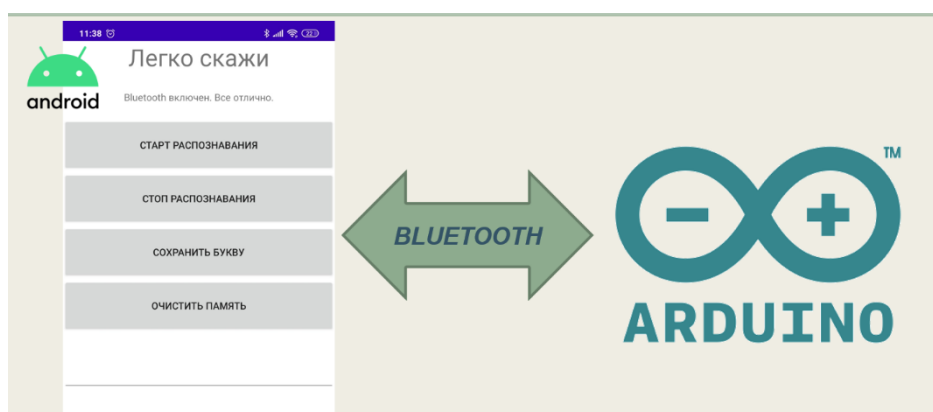 11:38
22
Легко скажи
android
Bluetooth включен. Все отлично.
СТАРТ РАСПОЗНАВАНИЯ
СТОП РАСПОЗНАВАНИЯ
СОХРАНИТЬ БУКВУ
ОЧИСТИТЬ ПАМЯТЬ
BLUETOOTH
TM
ARDUINO